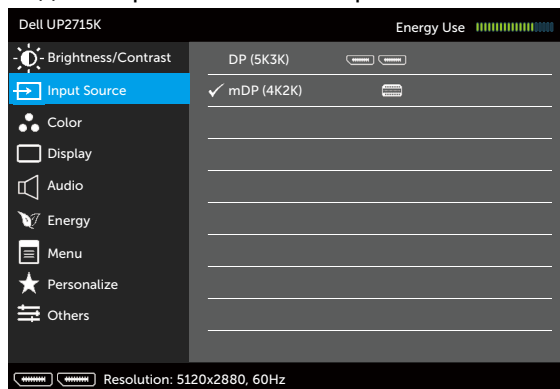 Dell UP2715K
Energy Use
Brightness/Contrast
DP (5K3K)
Input Source
✓ mDP (4K2K)
Color
Display
Audio
Energy
Menu
Personalize
Others
Resolution: 5120x2880, 60Hz